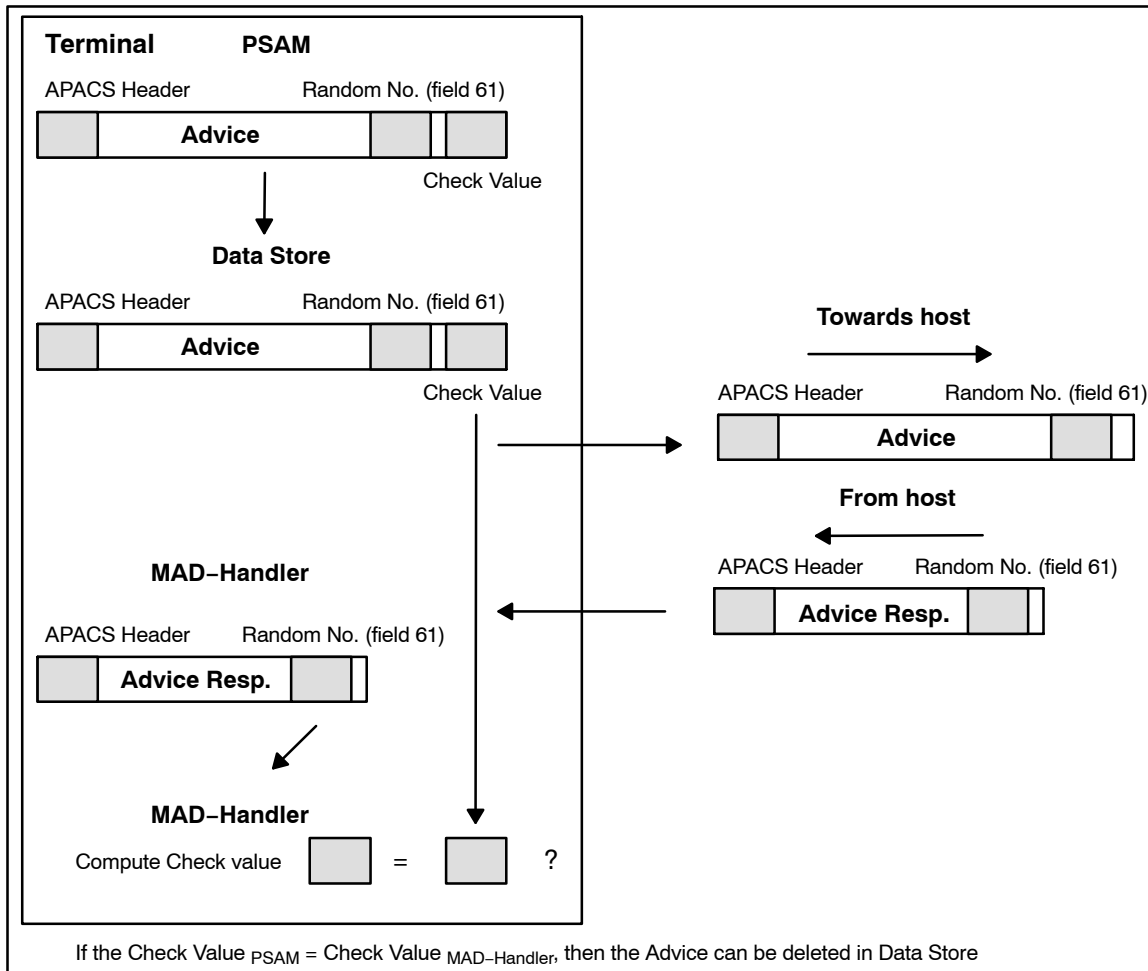 Terminal PSAM
APACS Header Random No. (field 61)
Advice
Check Value
Data Store
APACS Header Random No. (field 61)
Advice
Check Value
Towards host
APACS Header Random No. (field 61)
Advice
From host
APACS Header Random No. (field 61)
Advice Resp.
MAD−Handler
APACS Header Random No. (field 61)
Advice Resp.
MAD−Handler
Compute Check value = ?
If the Check Value PSAM = Check Value MAD−Handler, then the Advice can be deleted in Data Store